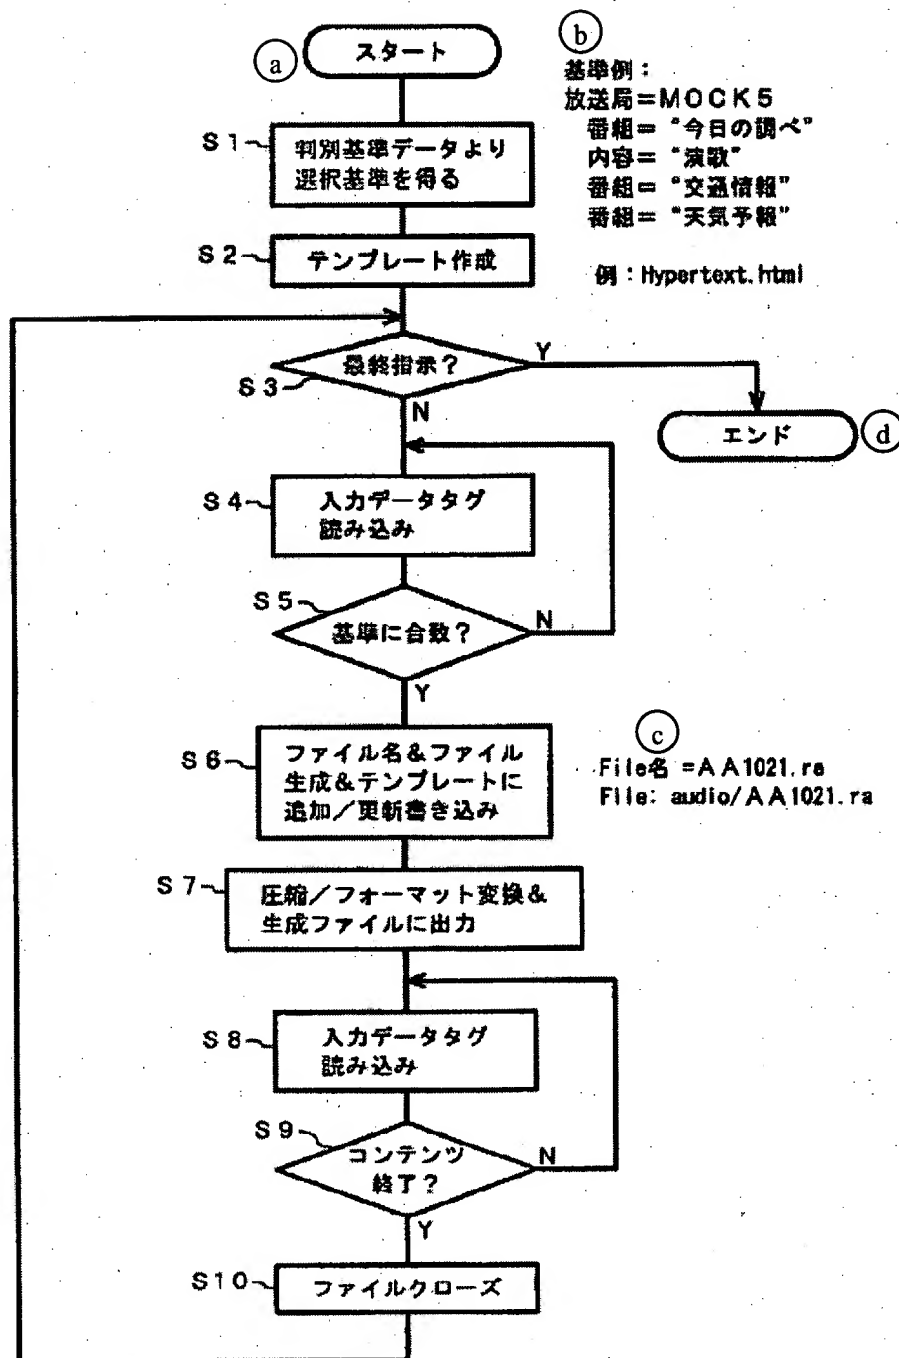 a
スタート
b
基準例：
放送局＝MOCK5
番組＝ “今日の調べ”
内容＝ “演歌”
番組＝ “交通情報”
番組＝ “天気予報”
例：Hypertext.html
S1
判別基準データより
選択基準を得る
S2
テンプレート作成
最終指示？
Y
S3
N
エンド
d
S4
入力データタグ
読み込み
S5
基準に合致？
N
Y
c
S6
ファイル名＆ファイル
生成＆テンプレートに
追加／更新書き込み
File名 =AA1021.ra
File: audio/AA1021.ra
S7
圧縮／フォーマット変換＆
生成ファイルに出力
S8
入力データタグ
読み込み
S9
コンテンツ
終了？
N
Y
S10
ファイルクローズ